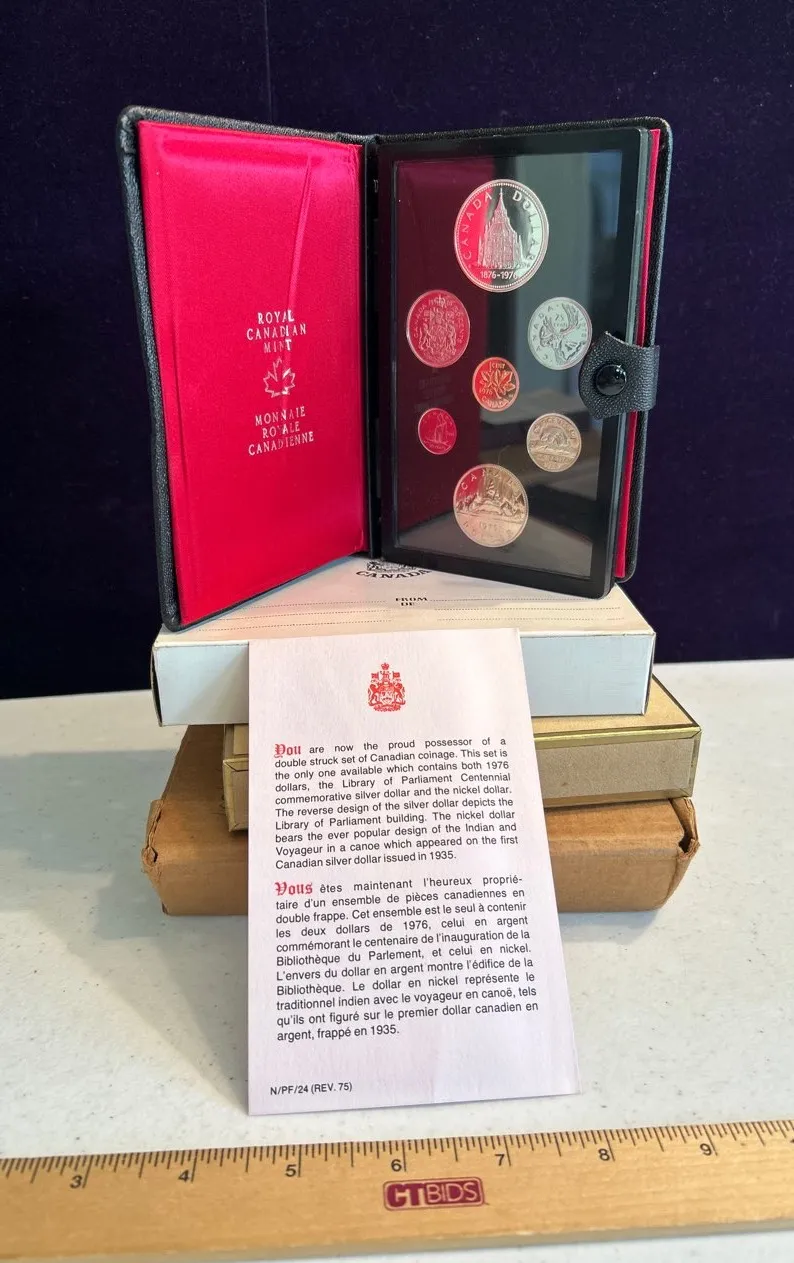 ROYAL
CANADIAN
MINT
MONNAIE
ROYALE
CANADIENNE
CANADA DOLLAR
1876-1976
CANADA
FROM
DE
You are now the proud possessor of a
double struck set of Canadian coinage. This set is
the only one available which contains both 1976
dollars, the Library of Parliament Centennial
commemorative silver dollar and the nickel dollar.
The reverse design of the silver dollar depicts the
Library of Parliament building. The nickel dollar
bears the ever popular design of the Indian and
Voyageur in a canoe which appeared on the first
Canadian silver dollar issued in 1935.
Vous êtes maintenant l'heureux proprié-
taire d'un ensemble de pièces canadiennes en
double frappe. Cet ensemble est le seul à contenir
les deux dollars de 1976, celui en argent
commémorant le centenaire de l'inauguration de la
Bibliothèque du Parlement, et celui en nickel.
L'envers du dollar en argent montre l'édifice de la
Bibliothèque. Le dollar en nickel représente le
traditionnel indien avec le voyageur en canoë, tels
qu'ils ont figuré sur le premier dollar canadien en
argent, frappé en 1935.
N/PF/24 (REV. 75)
3 4 5 6 7 8 9
GTBIDS